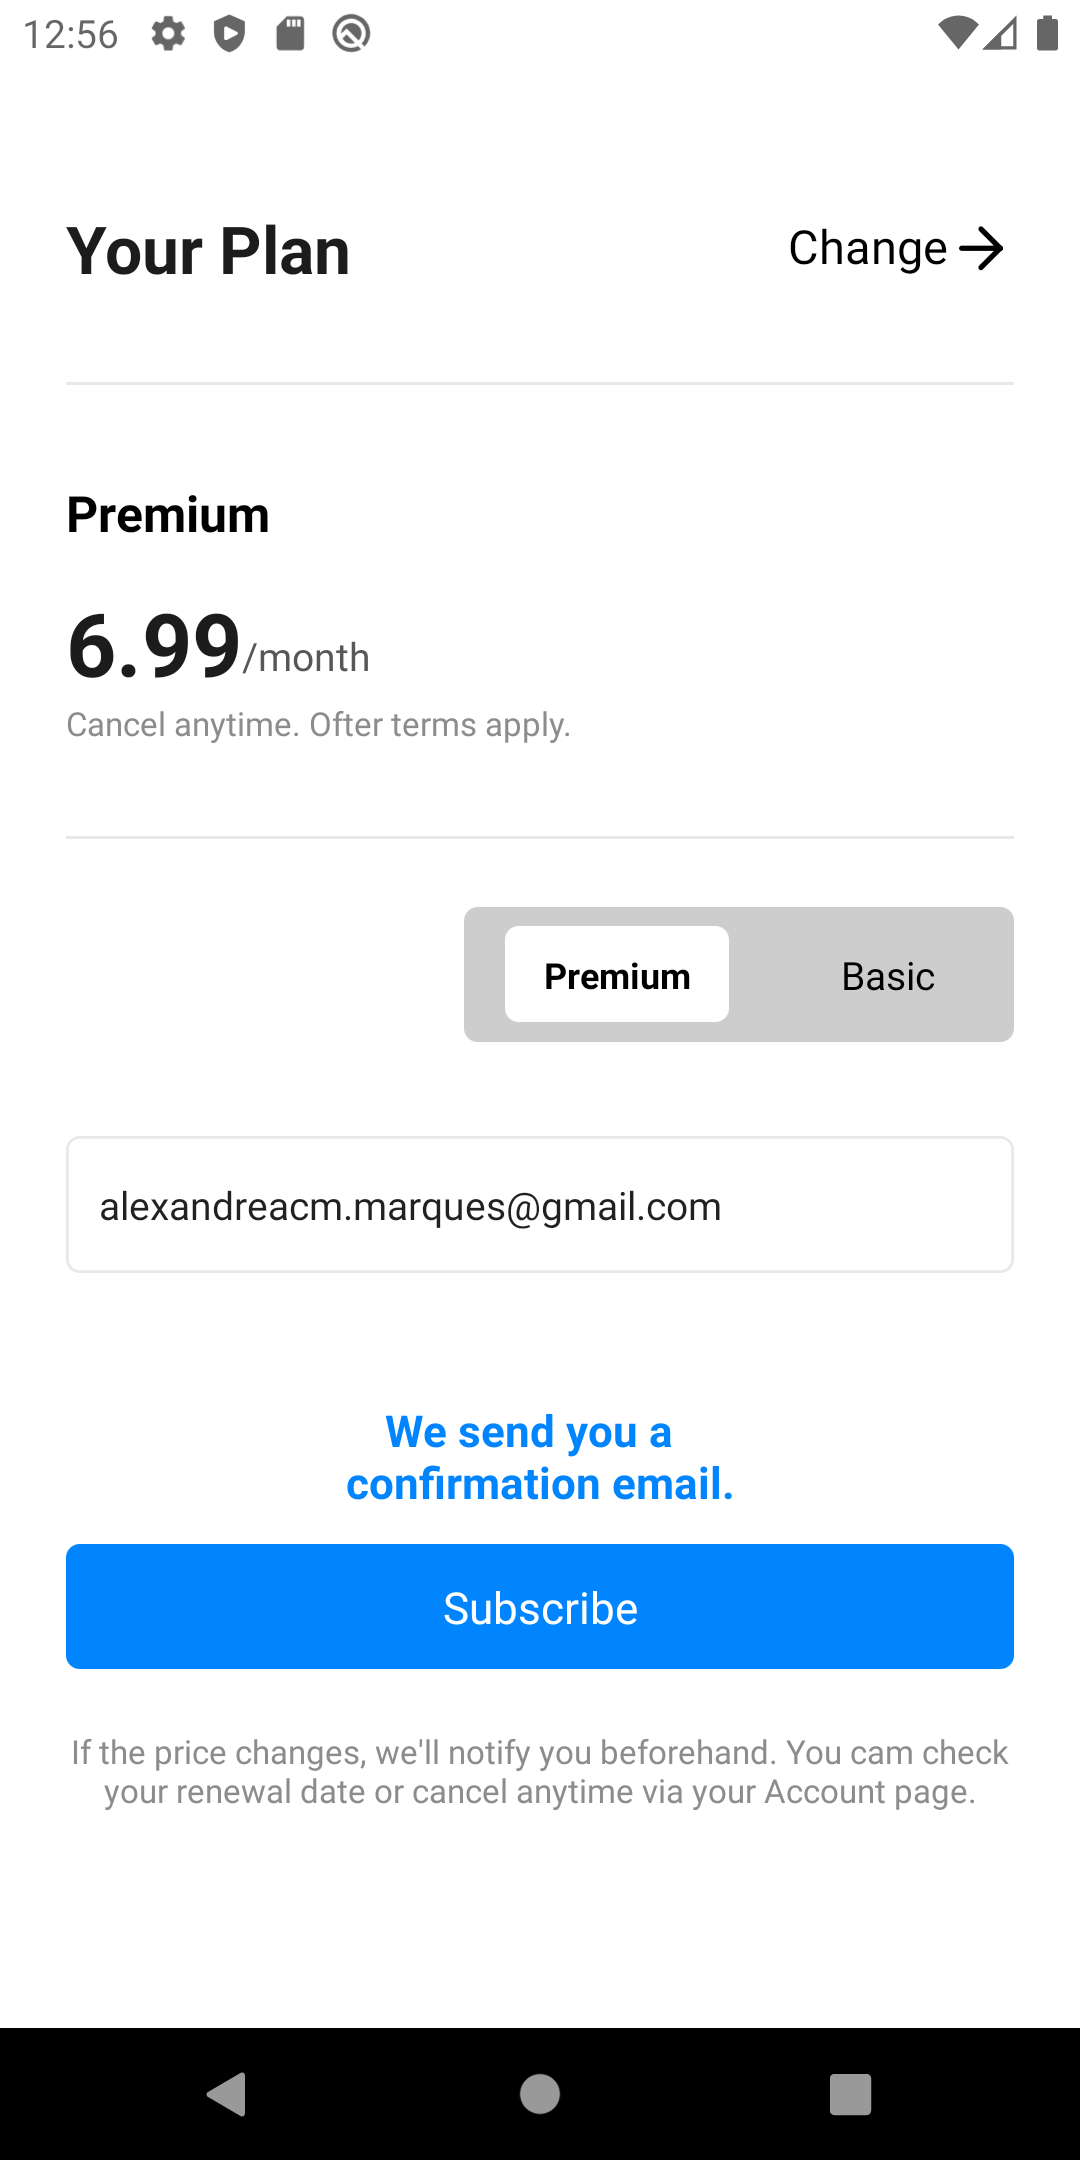 12:56
Your Plan
Change
Premium
6.99/month
Cancel anytime. Ofter terms apply.
Premium
Basic
alexandreacm.marques@gmail.com
We send you a
confirmation email.
Subscribe
If the price changes, we'll notify you beforehand. You cam check
your renewal date or cancel anytime via your Account page.